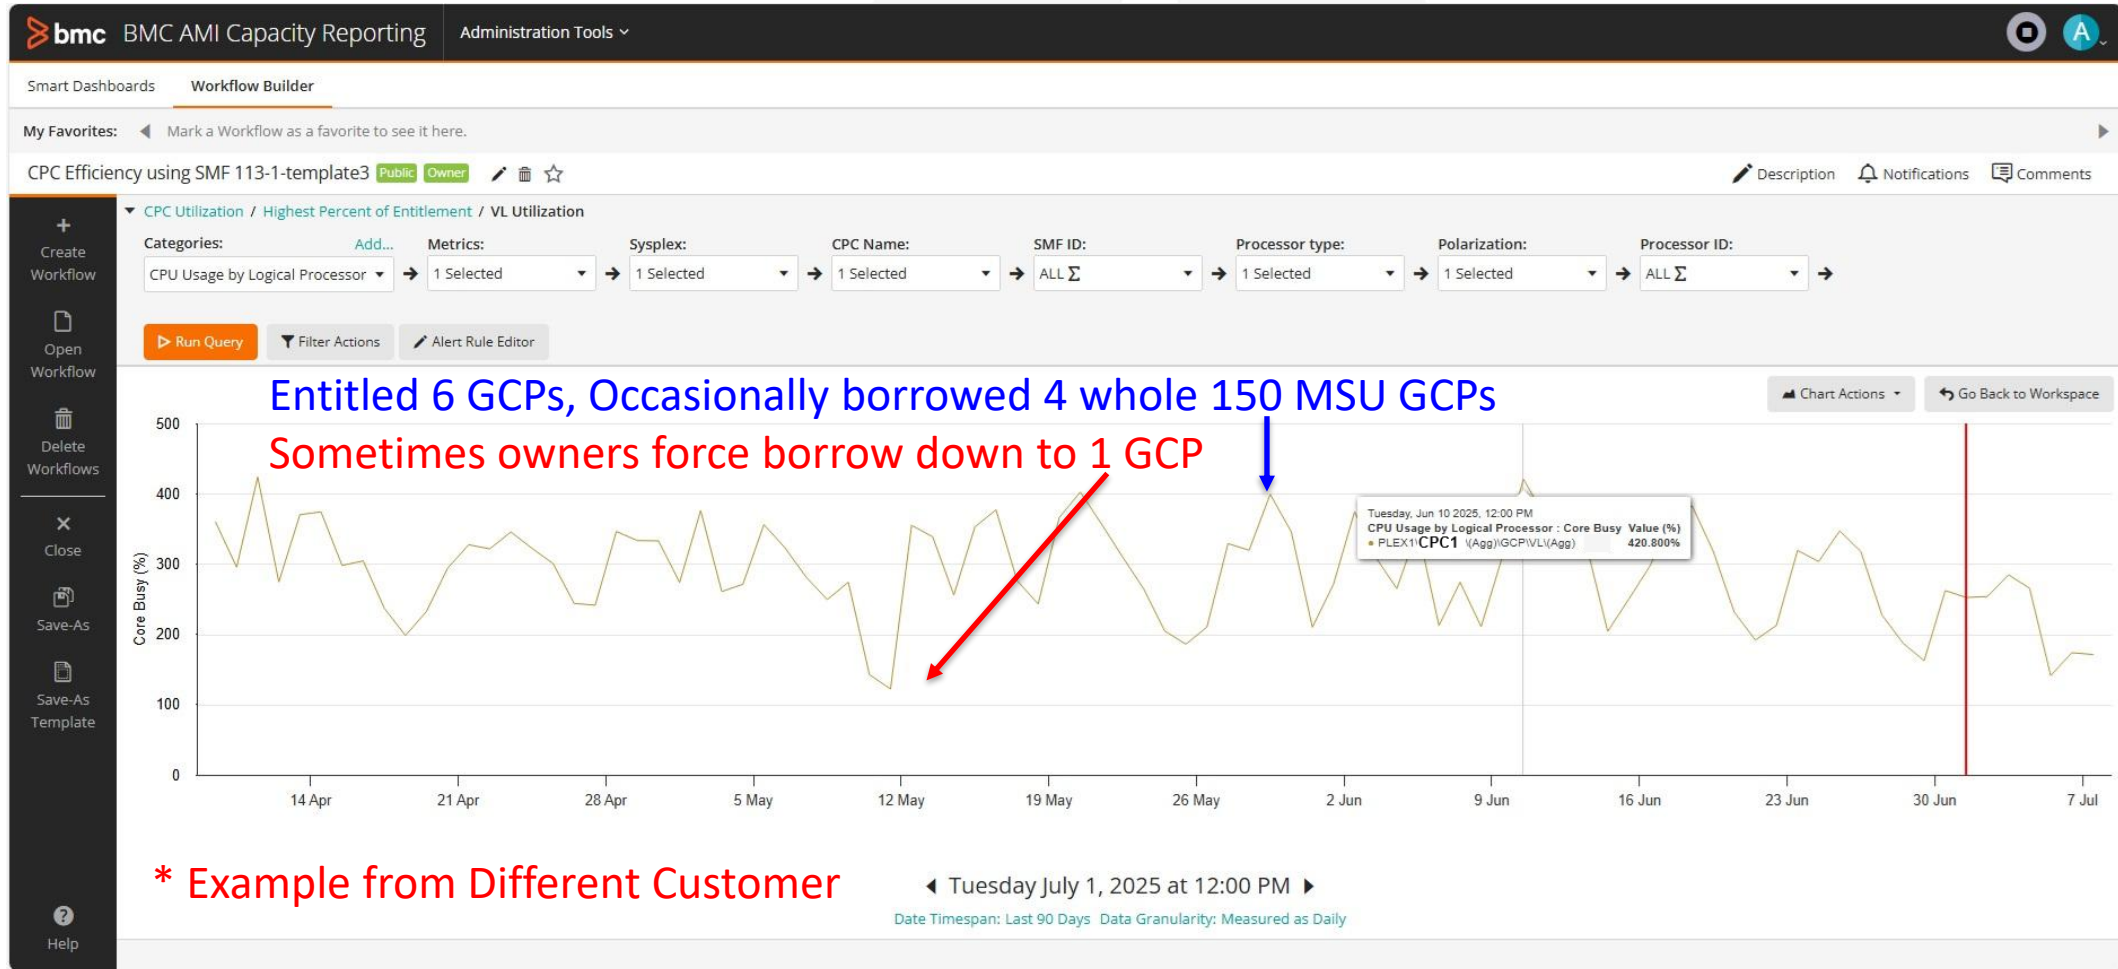 bmc BMC AMI Capacity Reporting Administration Tools A
Smart Dashboards Workflow Builder
My Favorites: Mark a Workflow as a favorite to see it here.
CPC Efficiency using SMF 113-1-template3 Public Owner Description Notifications Comments
CPC Utilization / Highest Percent of Entitlement / VL Utilization
Categories: Add... Metrics: Sysplex: CPC Name: SMF ID: Processor type: Polarization: Processor ID:
CPU Usage by Logical Processor 1 Selected 1 Selected 1 Selected ALL Σ 1 Selected 1 Selected ALL Σ
Run Query Filter Actions Alert Rule Editor
Create
Workflow
Open
Workflow
Delete
Workflows
Close
Save-As
Save-As
Template
Help
Entitled 6 GCPs, Occasionally borrowed 4 whole 150 MSU GCPs
Sometimes owners force borrow down to 1 GCP
Chart Actions Go Back to Workspace
500
400
300
200
100
0
Core Busy (%)
Tuesday, Jun 10 2025, 12:00 PM
CPU Usage by Logical Processor : Core Busy Value (%)
PLEX1\CPC1 \(Agg)\GCP\VL\(Agg) 420.800%
14 Apr 21 Apr 28 Apr 5 May 12 May 19 May 26 May 2 Jun 9 Jun 16 Jun 23 Jun 30 Jun 7 Jul
* Example from Different Customer
Tuesday July 1, 2025 at 12:00 PM
Date Timespan: Last 90 Days Data Granularity: Measured as Daily